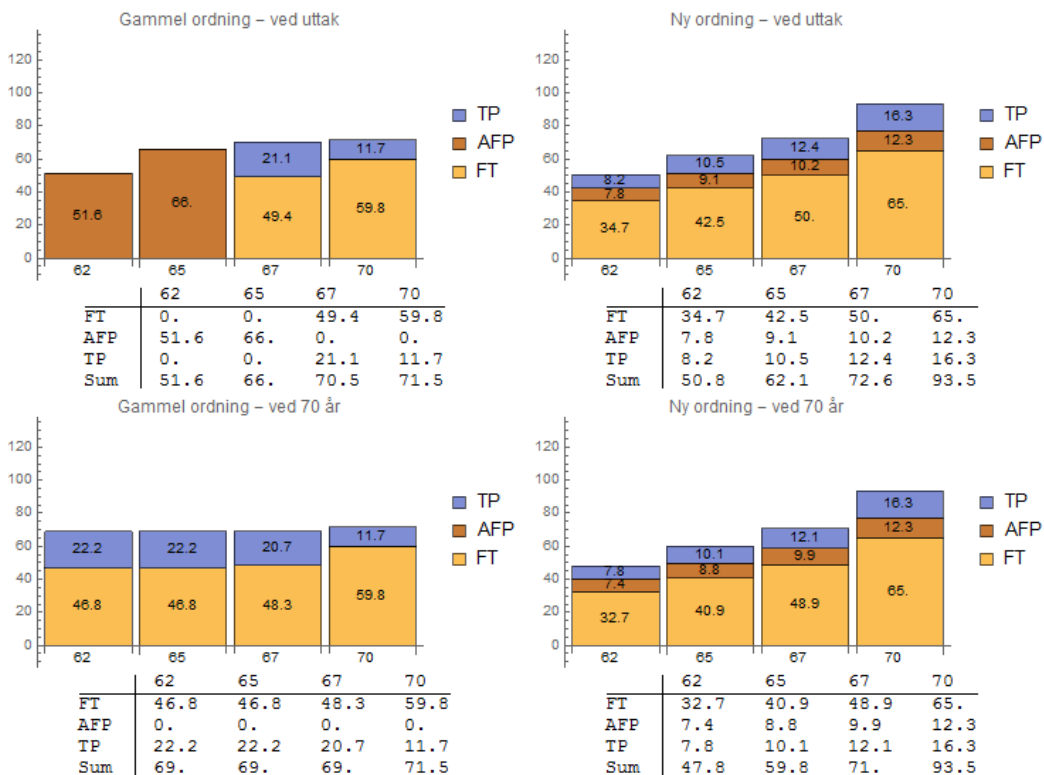 Gammel ordning – ved uttak
120
100
80
60
40
20
0
51.6
66.
21.1
49.4
11.7
59.8
62 65 67 70
TP
AFP
FT
62 65 67 70
FT 0. 0. 49.4 59.8
AFP 51.6 66. 0. 0.
TP 0. 0. 21.1 11.7
Sum 51.6 66. 70.5 71.5
Ny ordning – ved uttak
120
100
80
60
40
20
0
8.2
7.8
34.7
10.5
9.1
42.5
12.4
10.2
50.
16.3
12.3
65.
62 65 67 70
TP
AFP
FT
62 65 67 70
FT 34.7 42.5 50. 65.
AFP 7.8 9.1 10.2 12.3
TP 8.2 10.5 12.4 16.3
Sum 50.8 62.1 72.6 93.5
Gammel ordning – ved 70 år
120
100
80
60
40
20
0
22.2
46.8
22.2
46.8
20.7
48.3
11.7
59.8
62 65 67 70
TP
AFP
FT
62 65 67 70
FT 46.8 46.8 48.3 59.8
AFP 0. 0. 0. 0.
TP 22.2 22.2 20.7 11.7
Sum 69. 69. 69. 71.5
Ny ordning – ved 70 år
120
100
80
60
40
20
0
7.8
7.4
32.7
10.1
8.8
40.9
12.1
9.9
48.9
16.3
12.3
65.
62 65 67 70
TP
AFP
FT
62 65 67 70
FT 32.7 40.9 48.9 65.
AFP 7.4 8.8 9.9 12.3
TP 7.8 10.1 12.1 16.3
Sum 47.8 59.8 71. 93.5